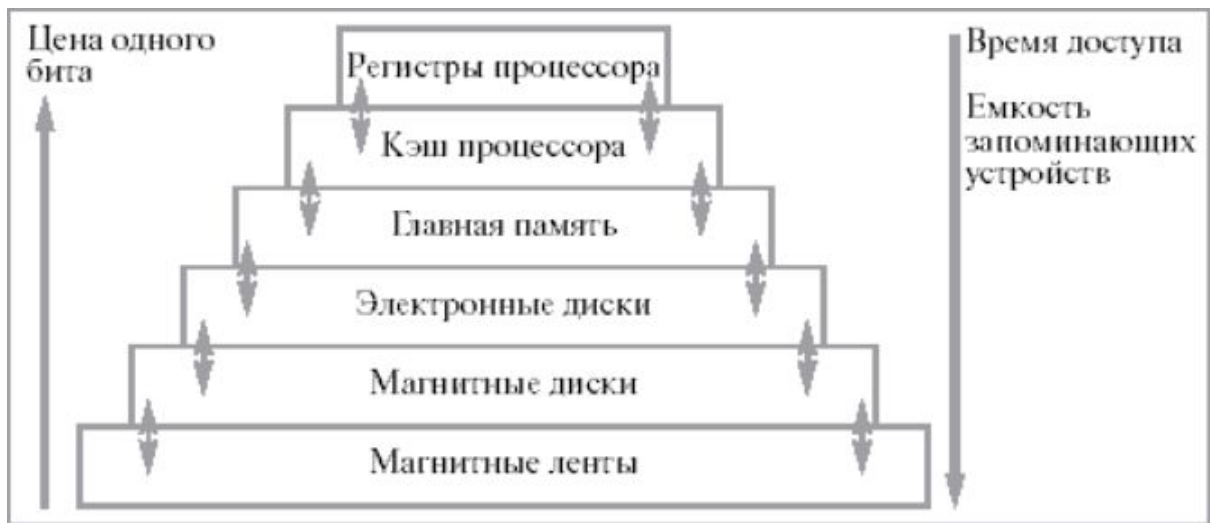 Цена одного
бита
Регистры процессора
Кэш процессора
Главная память
Электронные диски
Магнитные диски
Магнитные ленты
Время доступа
Емкость
запоминающих
устройств